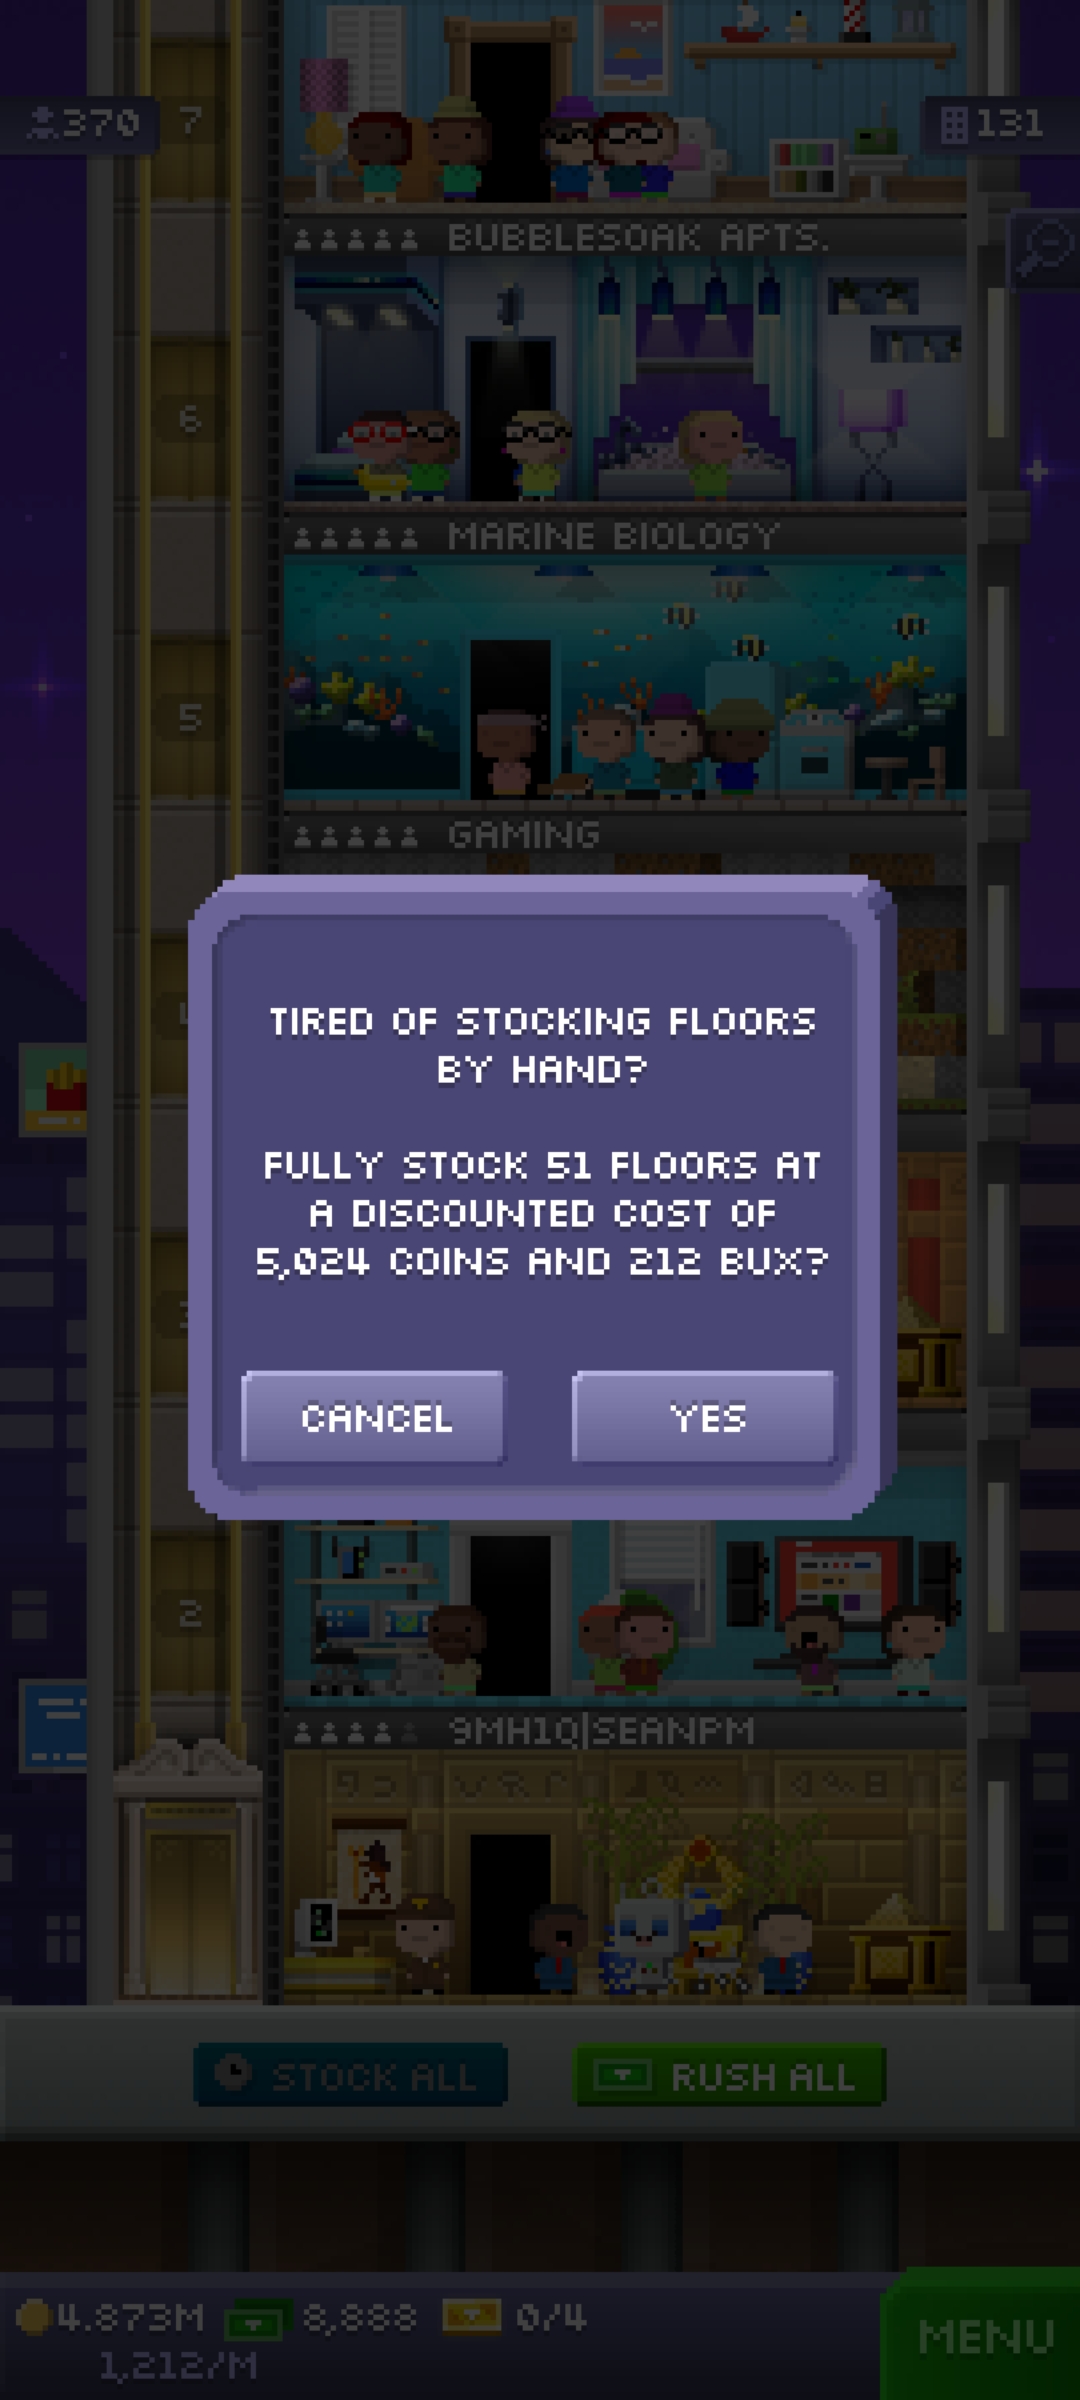 370
7
131
BUBBLESOAK APTS.
6
MARINE BIOLOGY
5
GAMING
TIRED OF STOCKING FLOORS
BY HAND?
FULLY STOCK 51 FLOORS AT
A DISCOUNTED COST OF
5,024 COINS AND 212 BUX?
CANCEL
YES
2
9MH1Q|SEANPM
STOCK ALL
RUSH ALL
4.873M
8,888
0/4
MENU
1,212/M